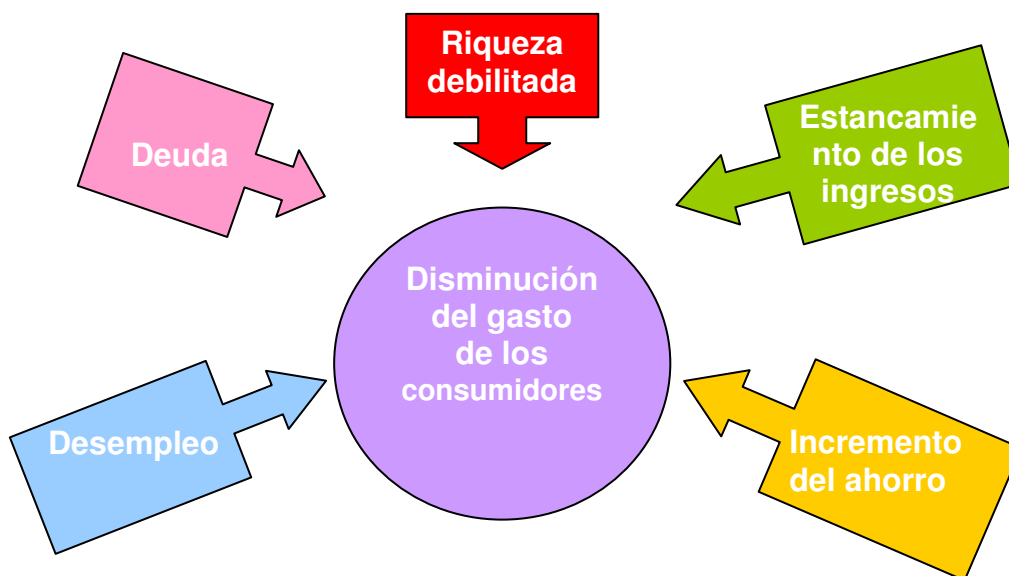 Riqueza
debilitada
Deuda
Estancamie
nto de los
ingresos
Disminución
del gasto
de los
consumidores
Desempleo
Incremento
del ahorro